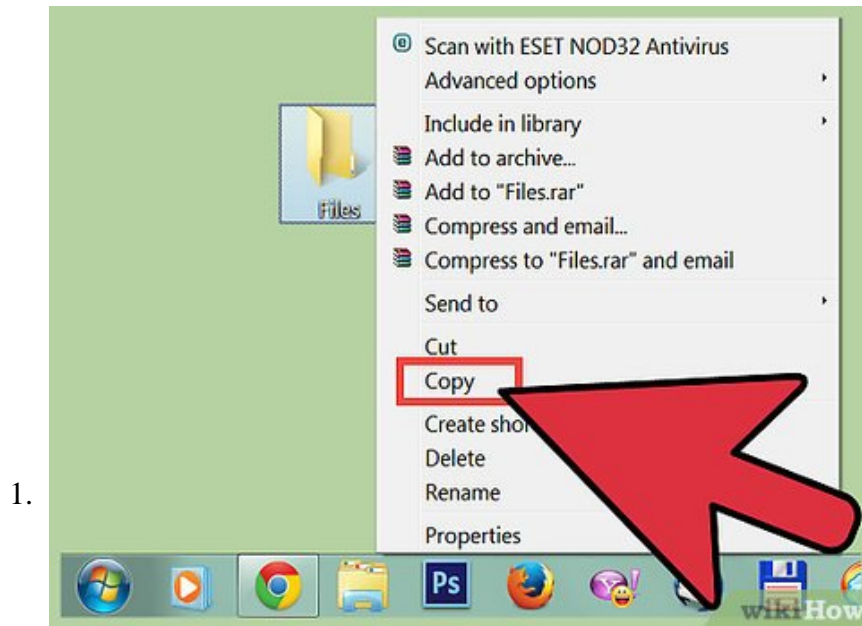 Scan with ESET NOD32 Antivirus
Advanced options
Include in library
Add to archive...
Add to "Files.rar"
Compress and email...
Compress to "Files.rar" and email
Send to
Cut
Copy
Create
Delete
Rename
Properties
Files
1.
Ps
wikiHow